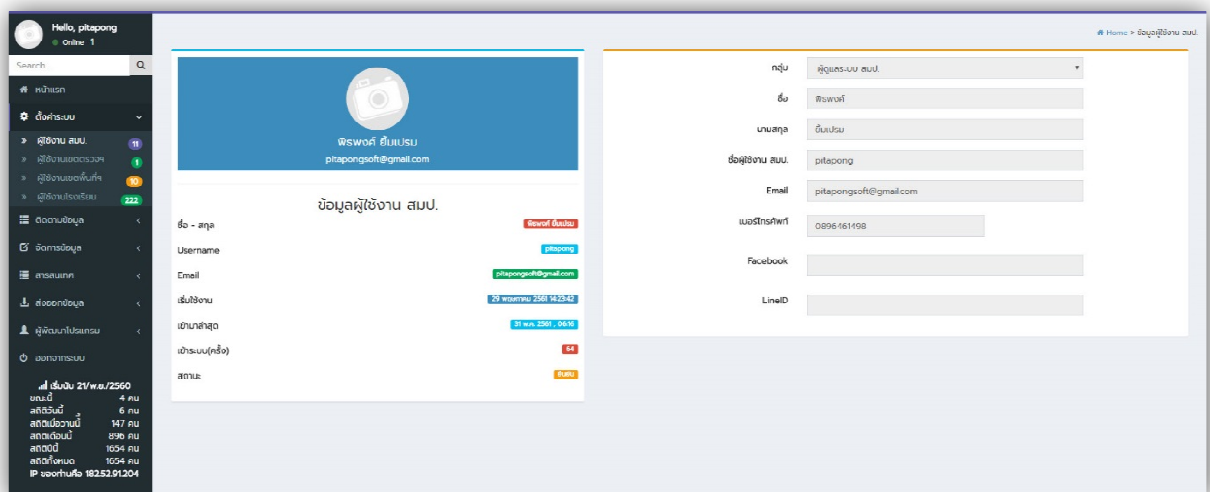 Hello, pitapong
Online 1
Search
หน้าแรก
ตั้งค่าระบบ
ผู้ใช้งาน สมป. 11
ผู้ใช้งานเขตตรวจฯ 1
ผู้ใช้งานเขตพื้นที่ฯ 10
ผู้ใช้งานโรงเรียน 222
ติดตามข้อมูล
จัดการข้อมูล
สารสนเทศ
ส่งออกข้อมูล
ผู้พัฒนาโปรแกรม
ออกจากระบบ
เริ่มนับ 21/พ.ย./2560
ขณะนี้ 4 คน
สถิติวันนี้ 6 คน
สถิติเมื่อวานนี้ 147 คน
สถิติเดือนนี้ 896 คน
สถิติปีนี้ 1654 คน
สถิติทั้งหมด 1654 คน
IP ของท่านคือ 182.52.91.204
Home > ข้อมูลผู้ใช้งาน สมป.
พิรพงศ์ ยิ้มเปรม
pitapongsoft@gmail.com
ข้อมูลผู้ใช้งาน สมป.
ชื่อ - สกุล พิรพงศ์ ยิ้มเปรม
Username pitapong
Email pitapongsoft@gmail.com
เริ่มใช้งาน 29 พฤษภาคม 2561 14:23:42
เข้ามาล่าสุด 31 พ.ค. 2561 , 06:16
เข้าระบบ(ครั้ง) 64
สถานะ ยืนยัน
กลุ่ม ผู้ดูแลระบบ สมป.
ชื่อ พิรพงศ์
นามสกุล ยิ้มเปรม
ชื่อผู้ใช้งาน สมป. pitapong
Email pitapongsoft@gmail.com
เบอร์โทรศัพท์ 0896461498
Facebook
LineID